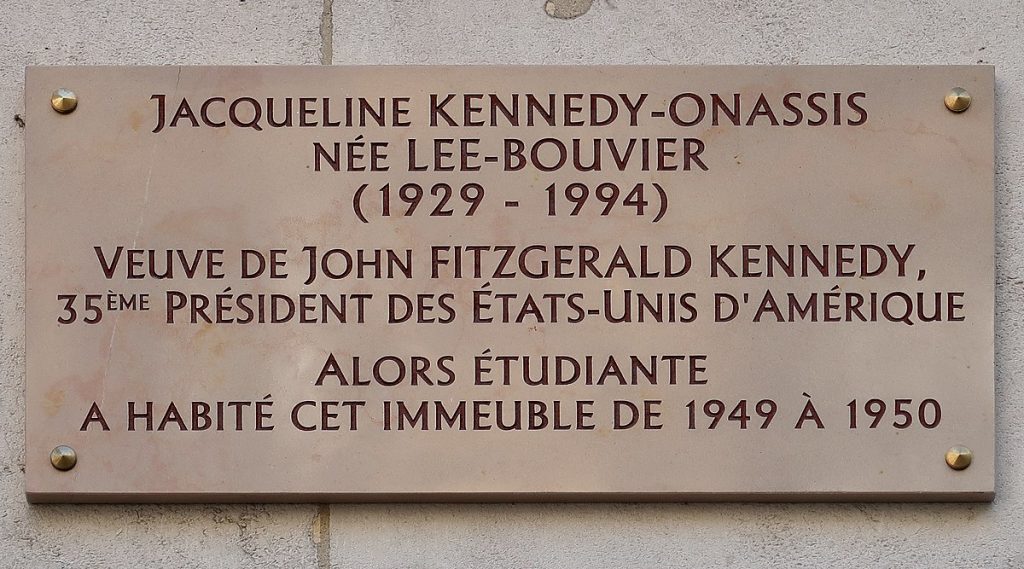 Jacqueline KENNEDY-ONASSIS
NÉE LEE-BOUVIER
(1929 - 1994)
VEUVE DE JOHN FITZGERALD KENNEDY,
35ÈME PRÉSIDENT DES ÉTATS-UNIS D'AMÉRIQUE
ALORS ÉTUDIANTE
A HABITÉ CET IMMEUBLE DE 1949 À 1950